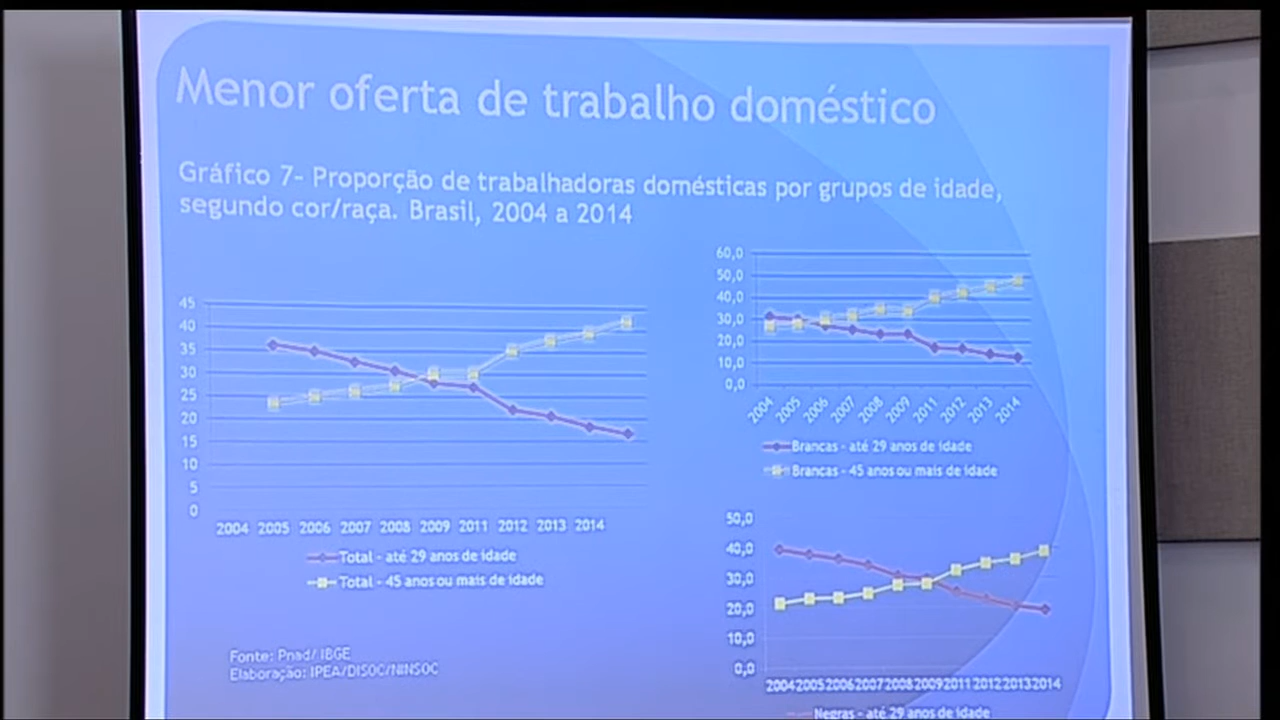 Menor oferta de trabalho doméstico
Gráfico 7- Proporção de trabalhadoras domésticas por grupos de idade,
segundo cor/raça. Brasil, 2004 a 2014
45
40
35
30
25
20
15
10
5
0
2004 2005 2006 2007 2008 2009 2011 2012 2013 2014
Total - até 29 anos de idade
Total - 45 anos ou mais de idade
60,0
50,0
40,0
30,0
20,0
10,0
0,0
2004 2005 2006 2007 2008 2009 2011 2012 2013 2014
Brancas - até 29 anos de idade
Brancas - 45 anos ou mais de idade
50,0
40,0
30,0
20,0
10,0
0,0
2004 2005 2006 2007 2008 2009 2011 2012 2013 2014
Negras - até 29 anos de idade
Fonte: Pnad/ IBGE
Elaboração: IPEA/DISOC/NINSOC